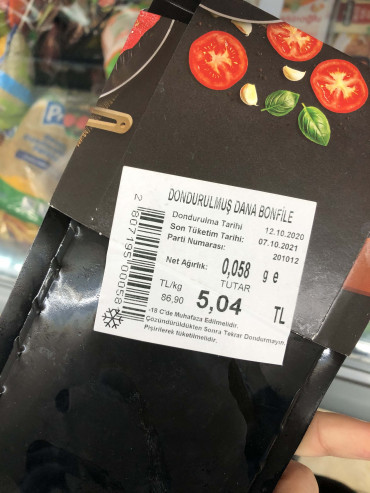 DONDURULMUŞ DANA BONFİLE
Dondurulma Tarihi 12.10.2020
Son Tüketim Tarihi: 07.10.2021
Parti Numarası: 201012
Net Ağırlık: 0,058 g e
TL/kg TUTAR
86,90 5,04 TL
-18 C'de Muhafaza Edilmelidir.
Çözündürüldükten Sonra Tekrar Dondurmayın.
Pişirilerek tüketilmelidir.
2807195000058